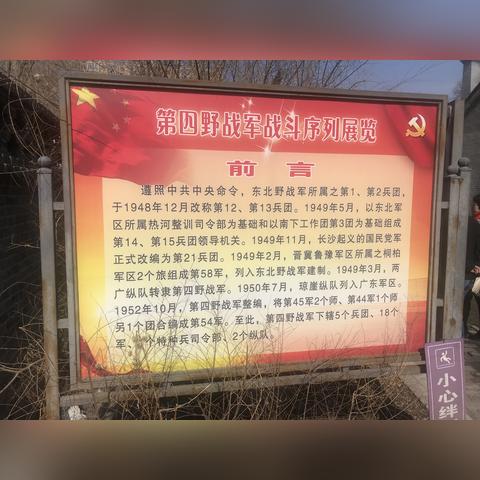 第四野战军战斗序列展览
前言
遵照中共中央命令，东北野战军所属之第1、第2兵团，
于1948年12月改称第12、第13兵团。1949年5月，以东北军
区所属热河整训司令部为基础和以南下工作团第3团为基础组成
第14、第15兵团领导机关。1949年11月，长沙起义的国民党军
正式改编为第21兵团。1949年2月，晋冀鲁豫军区所属之桐柏
军区2个旅组成第58军，列入东北野战军建制。1949年3月，两
广纵队转隶第四野战军。1950年7月，琼崖纵队列入广东军区。
1952年10月，第四野战军整编，将第45军2个师、第44军1个师
另1个团合编成第54军。至此，第四野战军下辖5个兵团、18个
军、个特种兵司令部、2个纵队。
小心绊